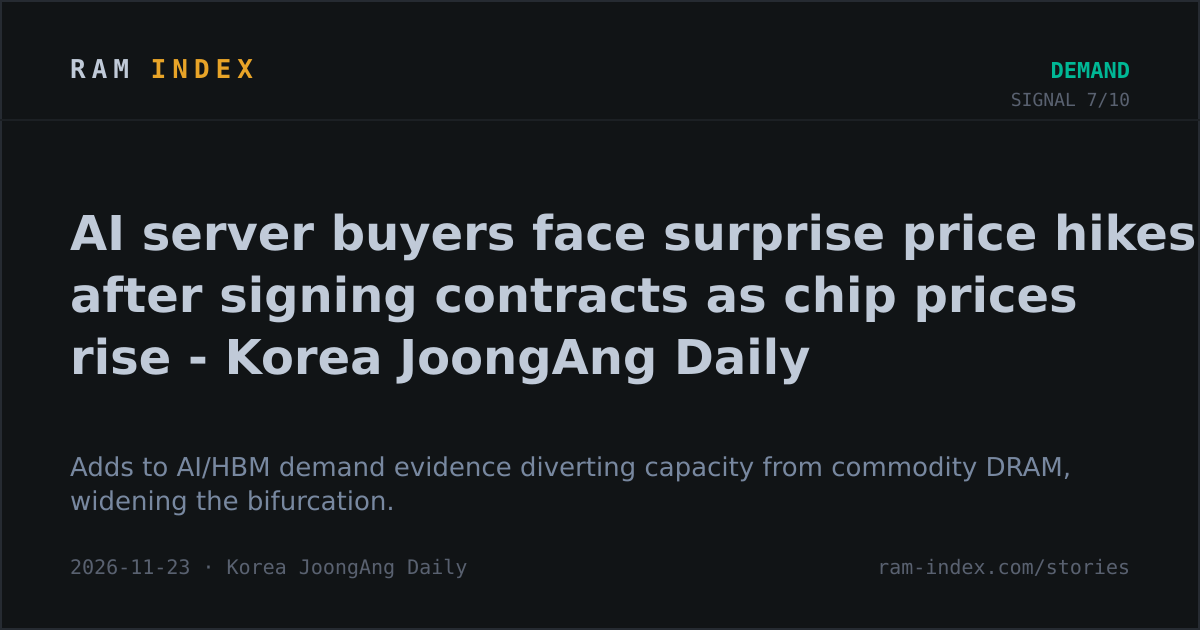 RAM INDEX
DEMAND
SIGNAL 7/10
AI server buyers face surprise price hikes
after signing contracts as chip prices
rise - Korea JoongAng Daily
Adds to AI/HBM demand evidence diverting capacity from commodity DRAM,
widening the bifurcation.
2026-11-23 · Korea JoongAng Daily
ram-index.com/stories